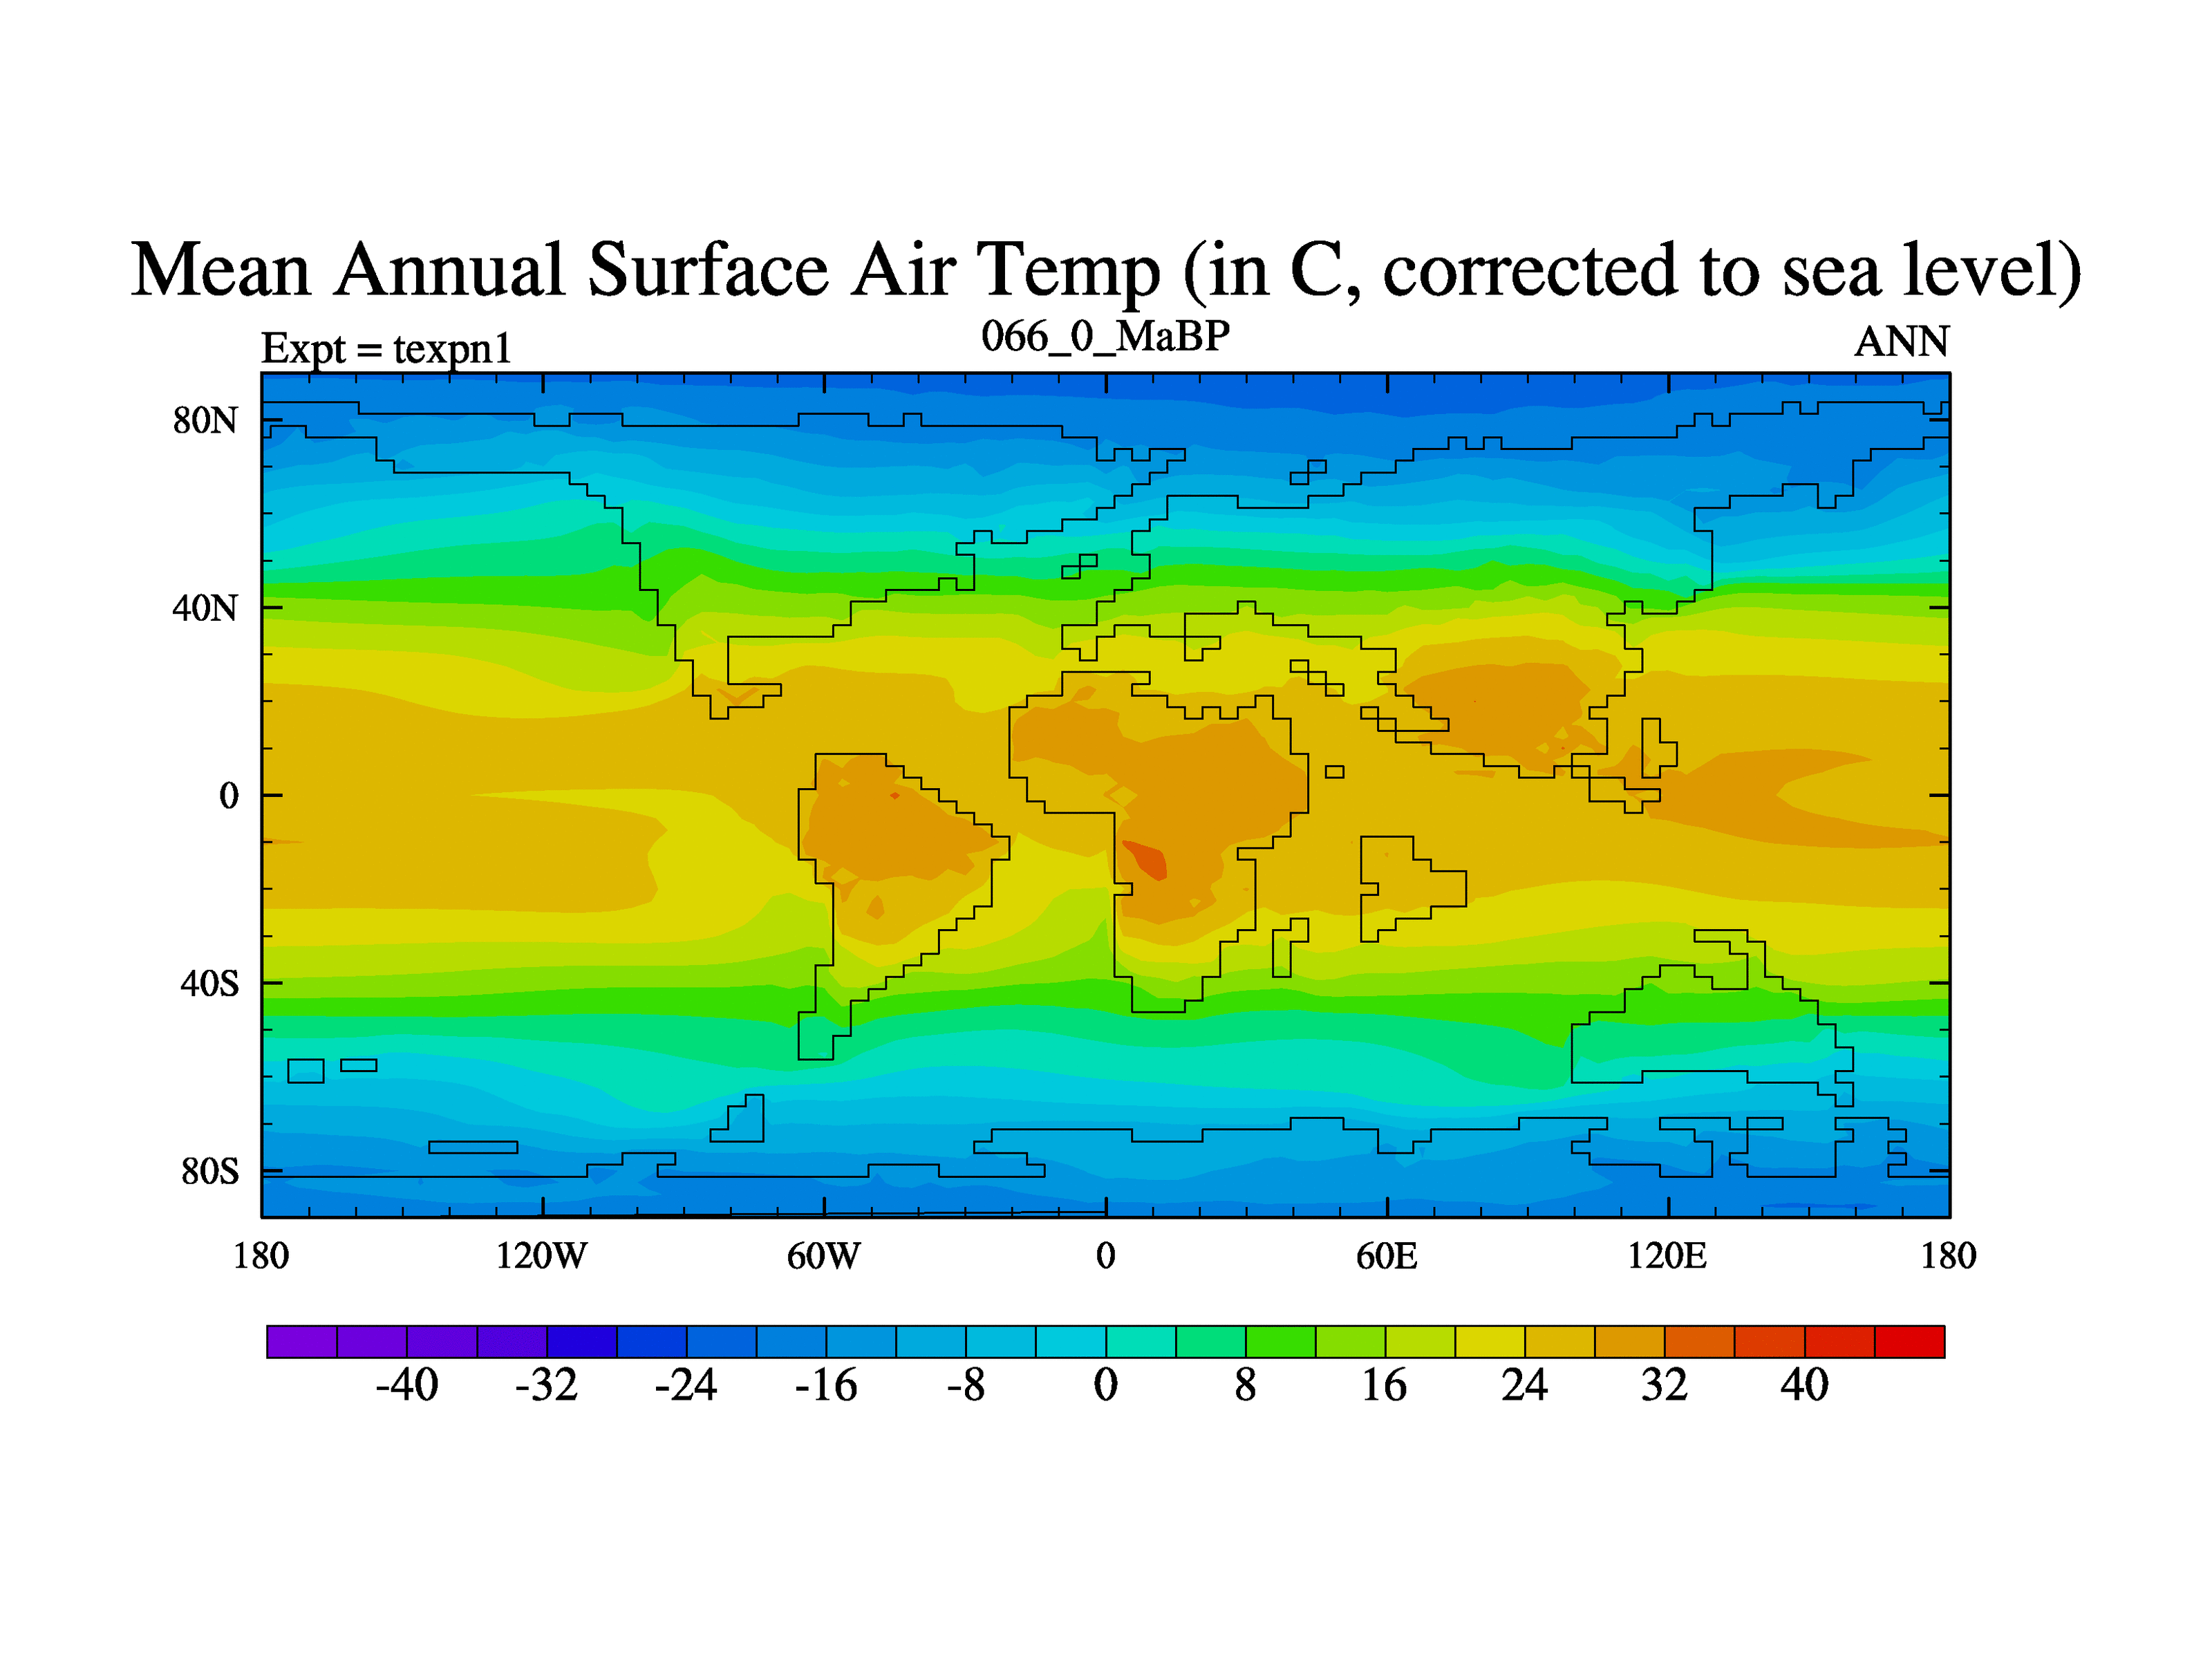 Mean Annual Surface Air Temp (in C, corrected to sea level)
Expt = texpn1 066_0_MaBP ANN
80N
40N
0
40S
80S
180 120W 60W 0 60E 120E 180
-40 -32 -24 -16 -8 0 8 16 24 32 40